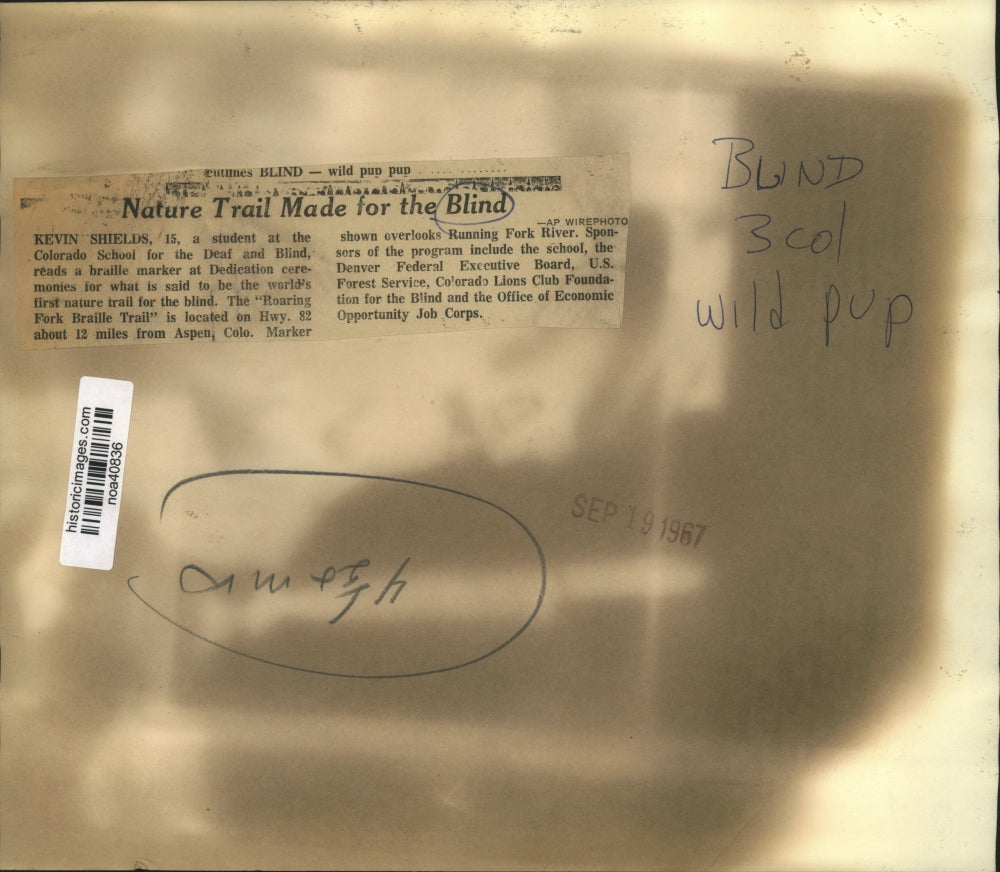 cutlines BLIND — wild pup pup ..............
Nature Trail Made for the Blind
—AP WIREPHOTO
KEVIN SHIELDS, 15, a student at the
Colorado School for the Deaf and Blind,
reads a braille marker at Dedication cere-
monies for what is said to be the world's
first nature trail for the blind. The "Roaring
Fork Braille Trail" is located on Hwy. 82
about 12 miles from Aspen, Colo. Marker
shown overlooks Running Fork River. Spon-
sers of the program include the school, the
Denver Federal Executive Board, U.S.
Forest Service, Colorado Lions Club Founda-
tion for the Blind and the Office of Economic
Opportunity Job Corps.
BLIND
3 col
wild pup
historicimages.com
noa40836
SEP 19 1967